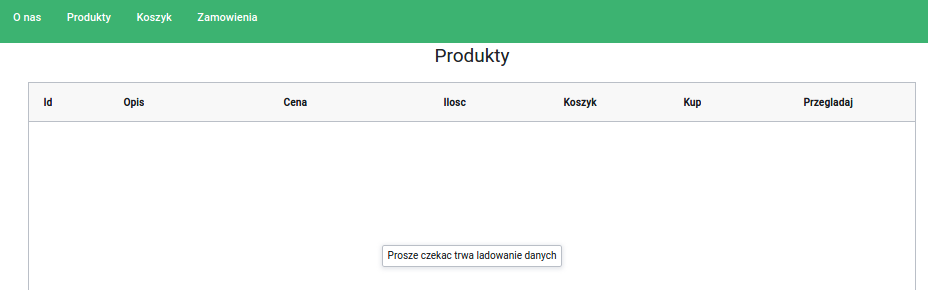 O nas Produkty Koszyk Zamowienia
Produkty
Id Opis Cena Ilosc Koszyk Kup Przegladaj
Prosze czekac trwa ladowanie danych